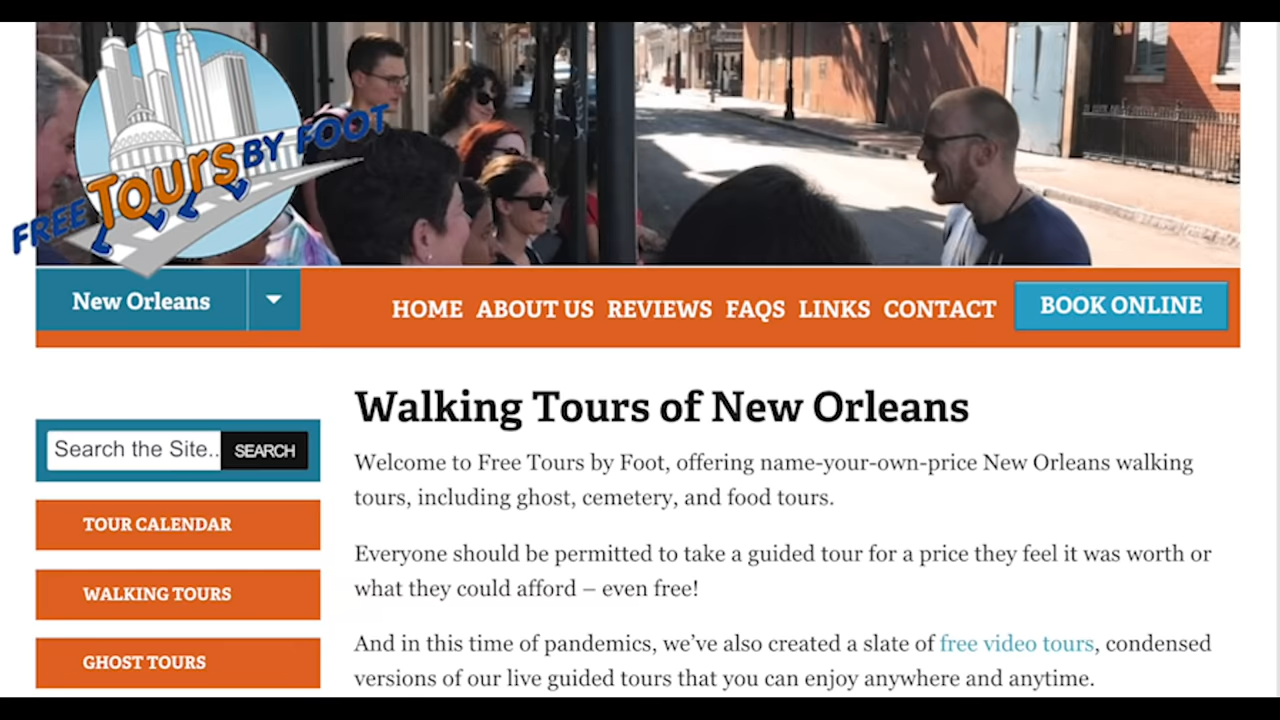 FREE TOURS BY FOOT
New Orleans
HOME ABOUT US REVIEWS FAQS LINKS CONTACT BOOK ONLINE
Search the Site.. SEARCH
TOUR CALENDAR
WALKING TOURS
GHOST TOURS
Walking Tours of New Orleans
Welcome to Free Tours by Foot, offering name-your-own-price New Orleans walking
tours, including ghost, cemetery, and food tours.
Everyone should be permitted to take a guided tour for a price they feel it was worth or
what they could afford – even free!
And in this time of pandemics, we’ve also created a slate of free video tours, condensed
versions of our live guided tours that you can enjoy anywhere and anytime.